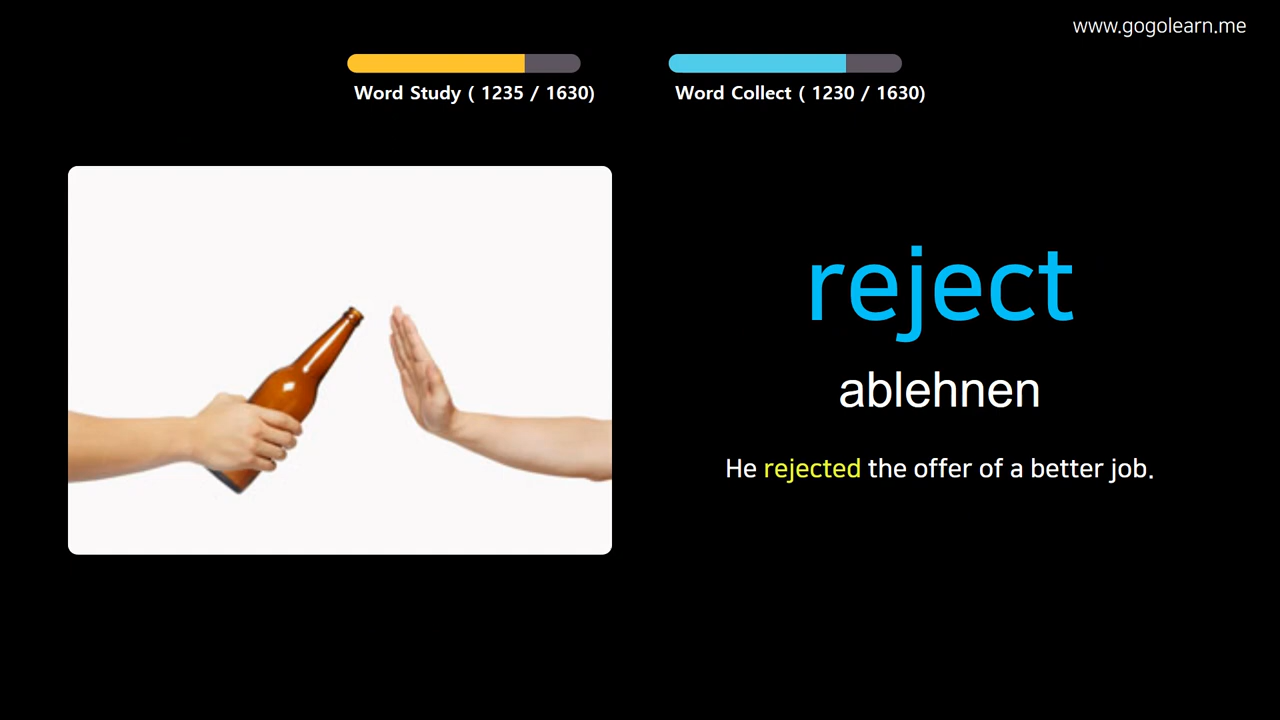 www.gogolearn.me
Word Study ( 1235 / 1630)
Word Collect ( 1230 / 1630)
reject
ablehnen
He rejected the offer of a better job.